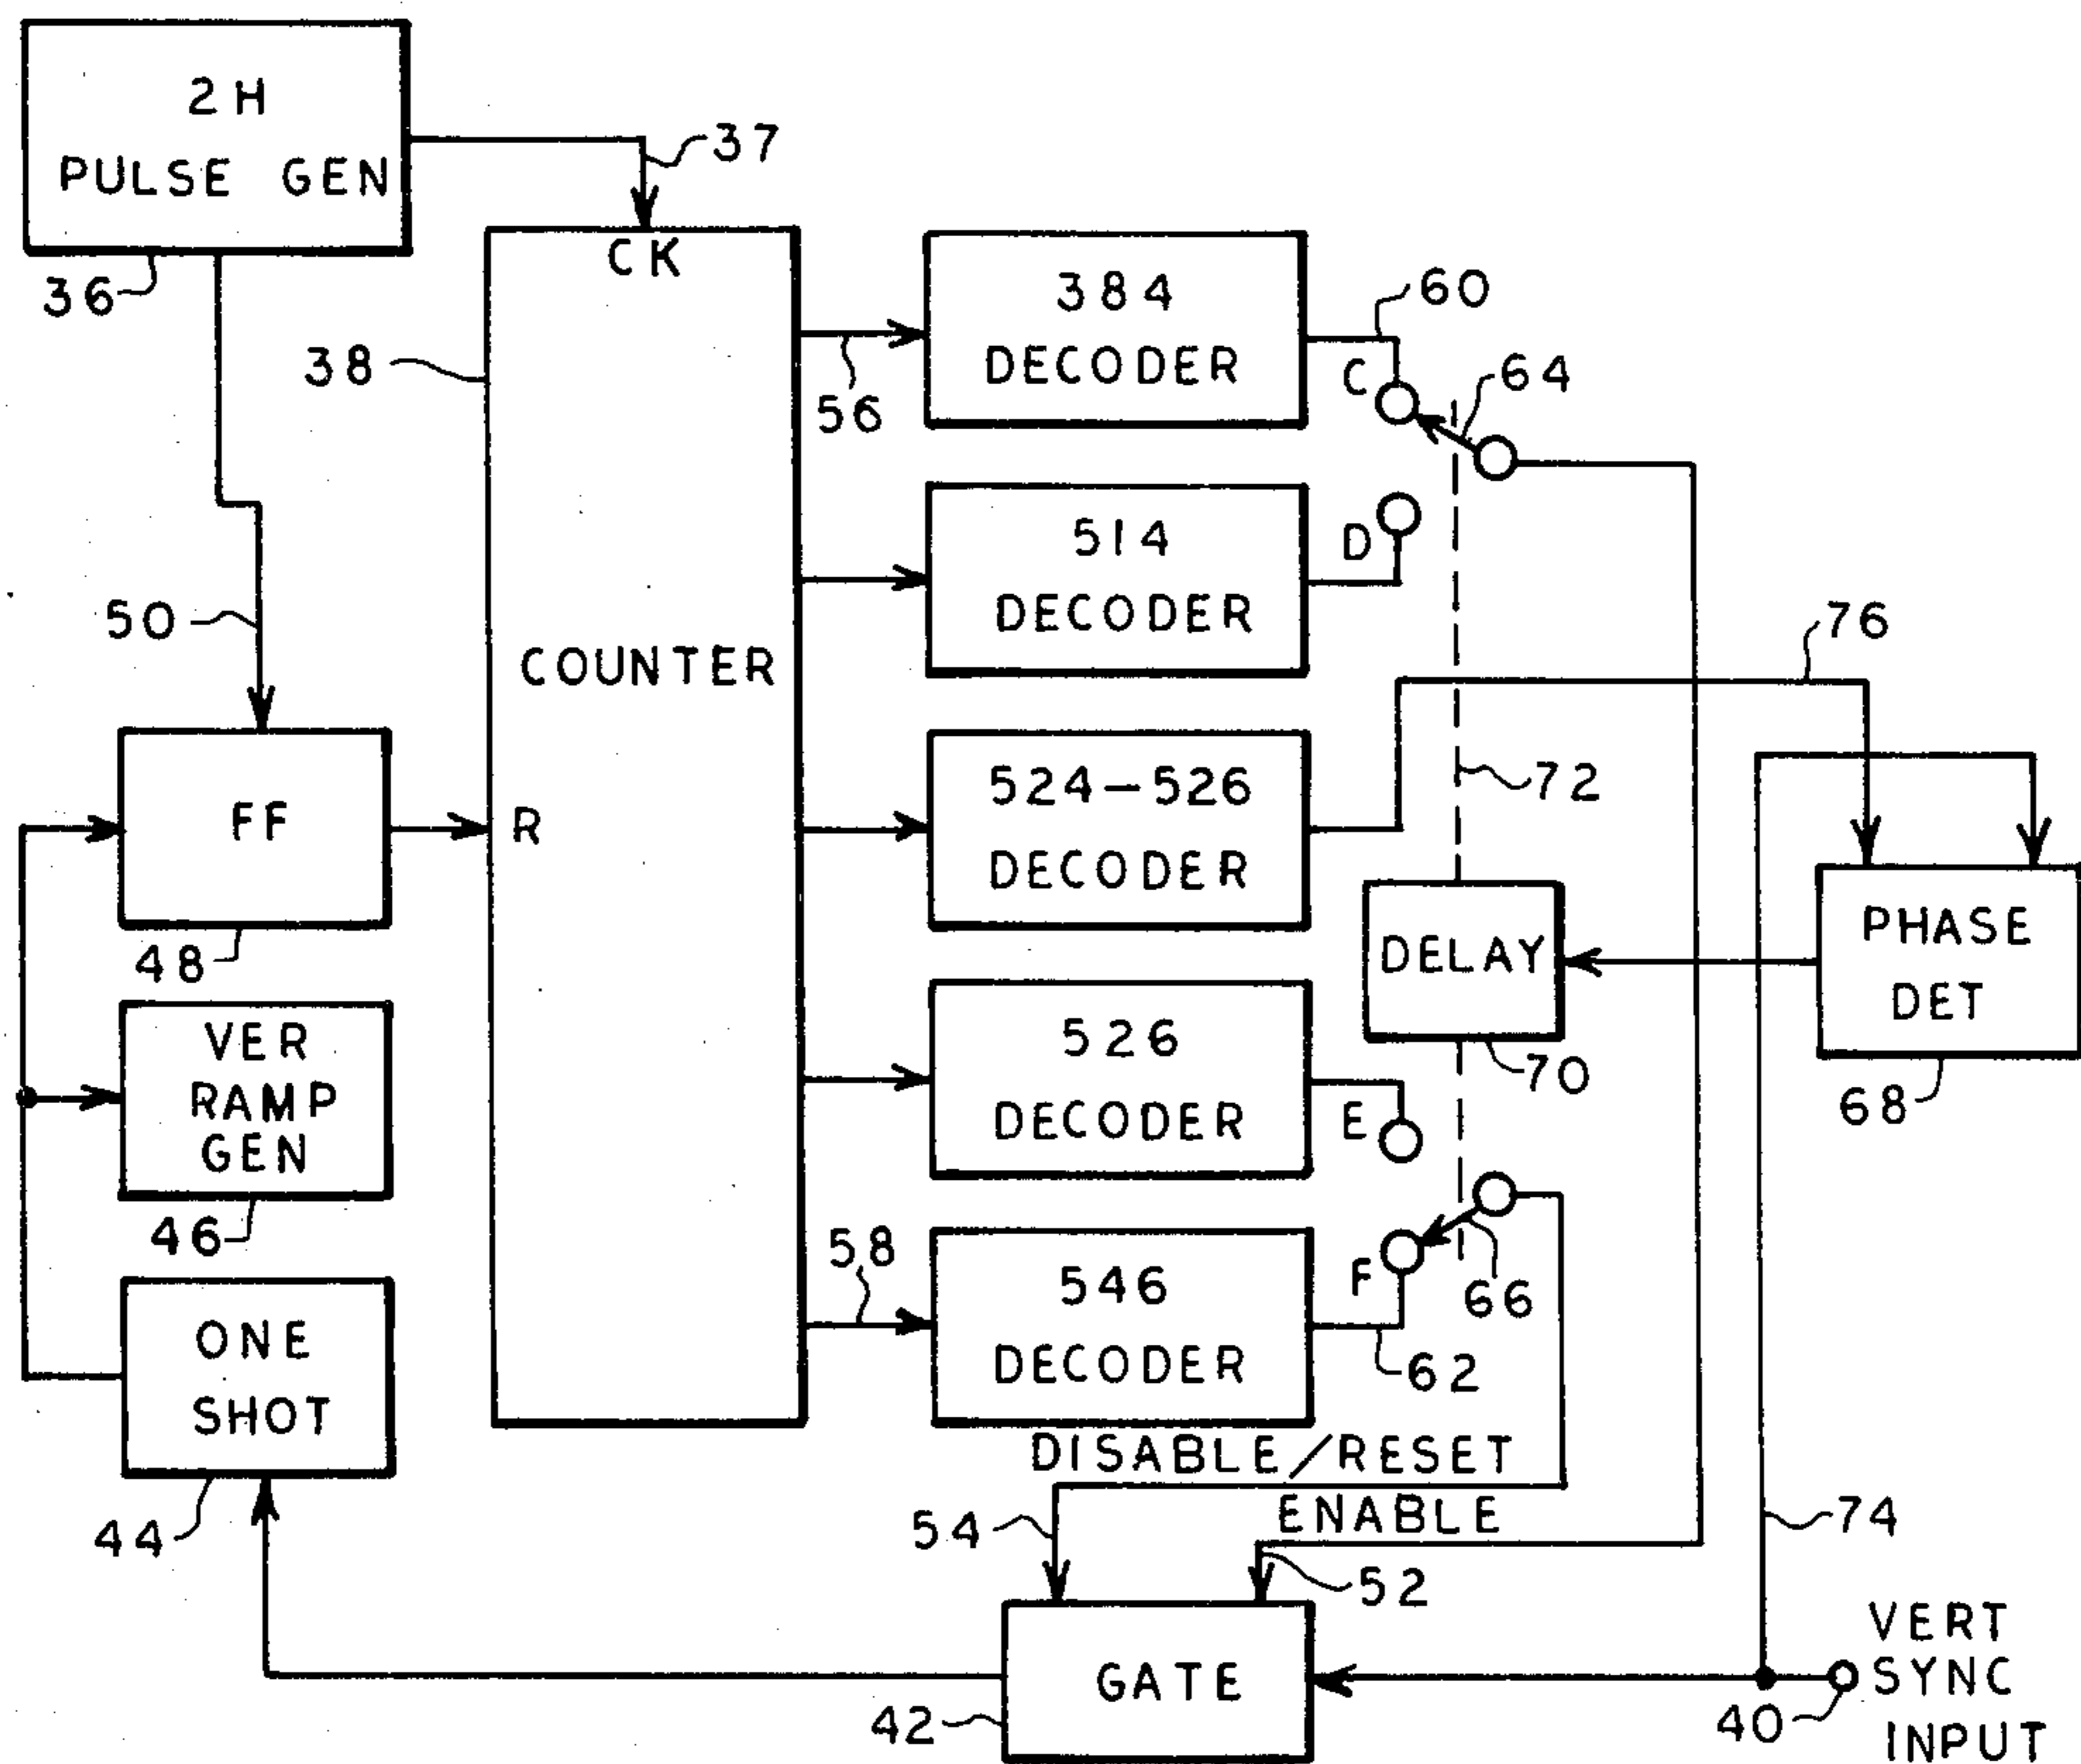 2H
PULSE GEN
36
37
CK
38
COUNTER
R
50
FF
48
VER
RAMP
GEN
46
ONE
SHOT
44
56
384
DECODER
C
60
64
514
DECODER
D
524-526
DECODER
76
72
DELAY
70
PHASE
DET
68
526
DECODER
E
58
546
DECODER
F
66
62
DISABLE/RESET
ENABLE
54
52
74
GATE
42
40
VERT
SYNC
INPUT